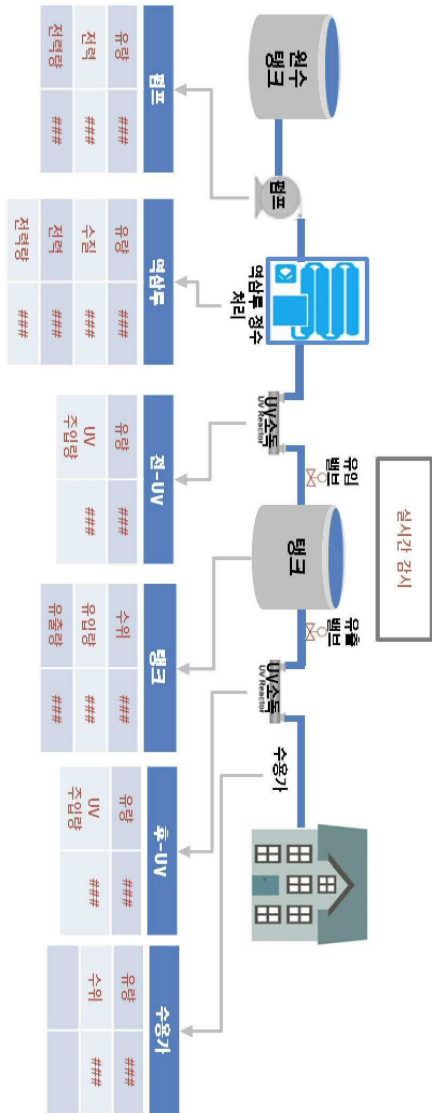 실시간 감시
원수
탱크
펌프
역삼투 정수
처리
UV소독
UV Reactor
유입
밸브
탱크
유출
밸브
UV소독
UV Reactor
수용가
펌프
유량 ###
전력 ###
전력량 ###
역삼투
유량 ###
수질 ###
전력 ###
전력량 ###
전-UV
유량 ###
UV
주입량 ###
탱크
수위 ###
유입량 ###
유출량 ###
후-UV
유량 ###
UV
주입량 ###
수용가
유량 ###
수위 ###